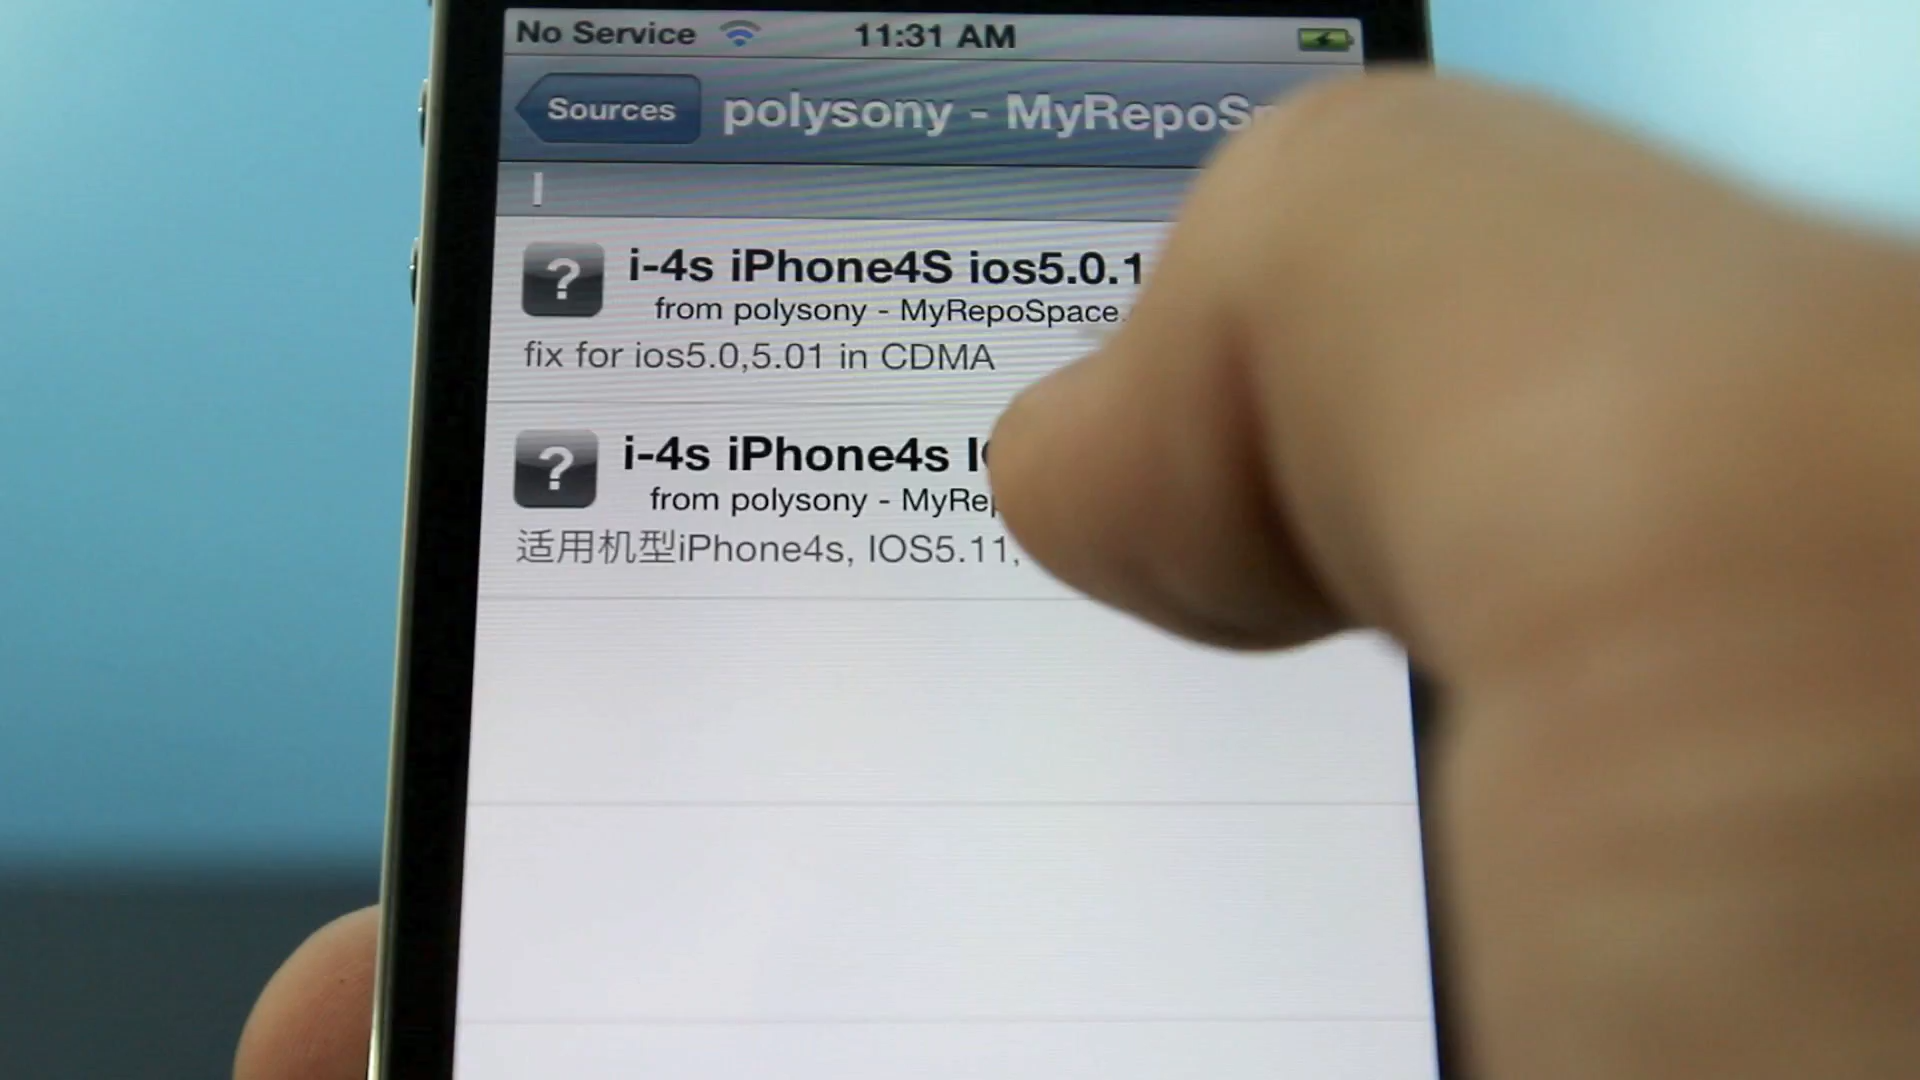 No Service 11:31 AM
Sources polysony -
I
i-4s iPhone4S ios5.0.1
from polysony - MyRepoSpace.
fix for ios5.0,5.01 in CDMA
i-4s iPhone4s
from polysony -
适用机型iPhone4s, IOS5.11,